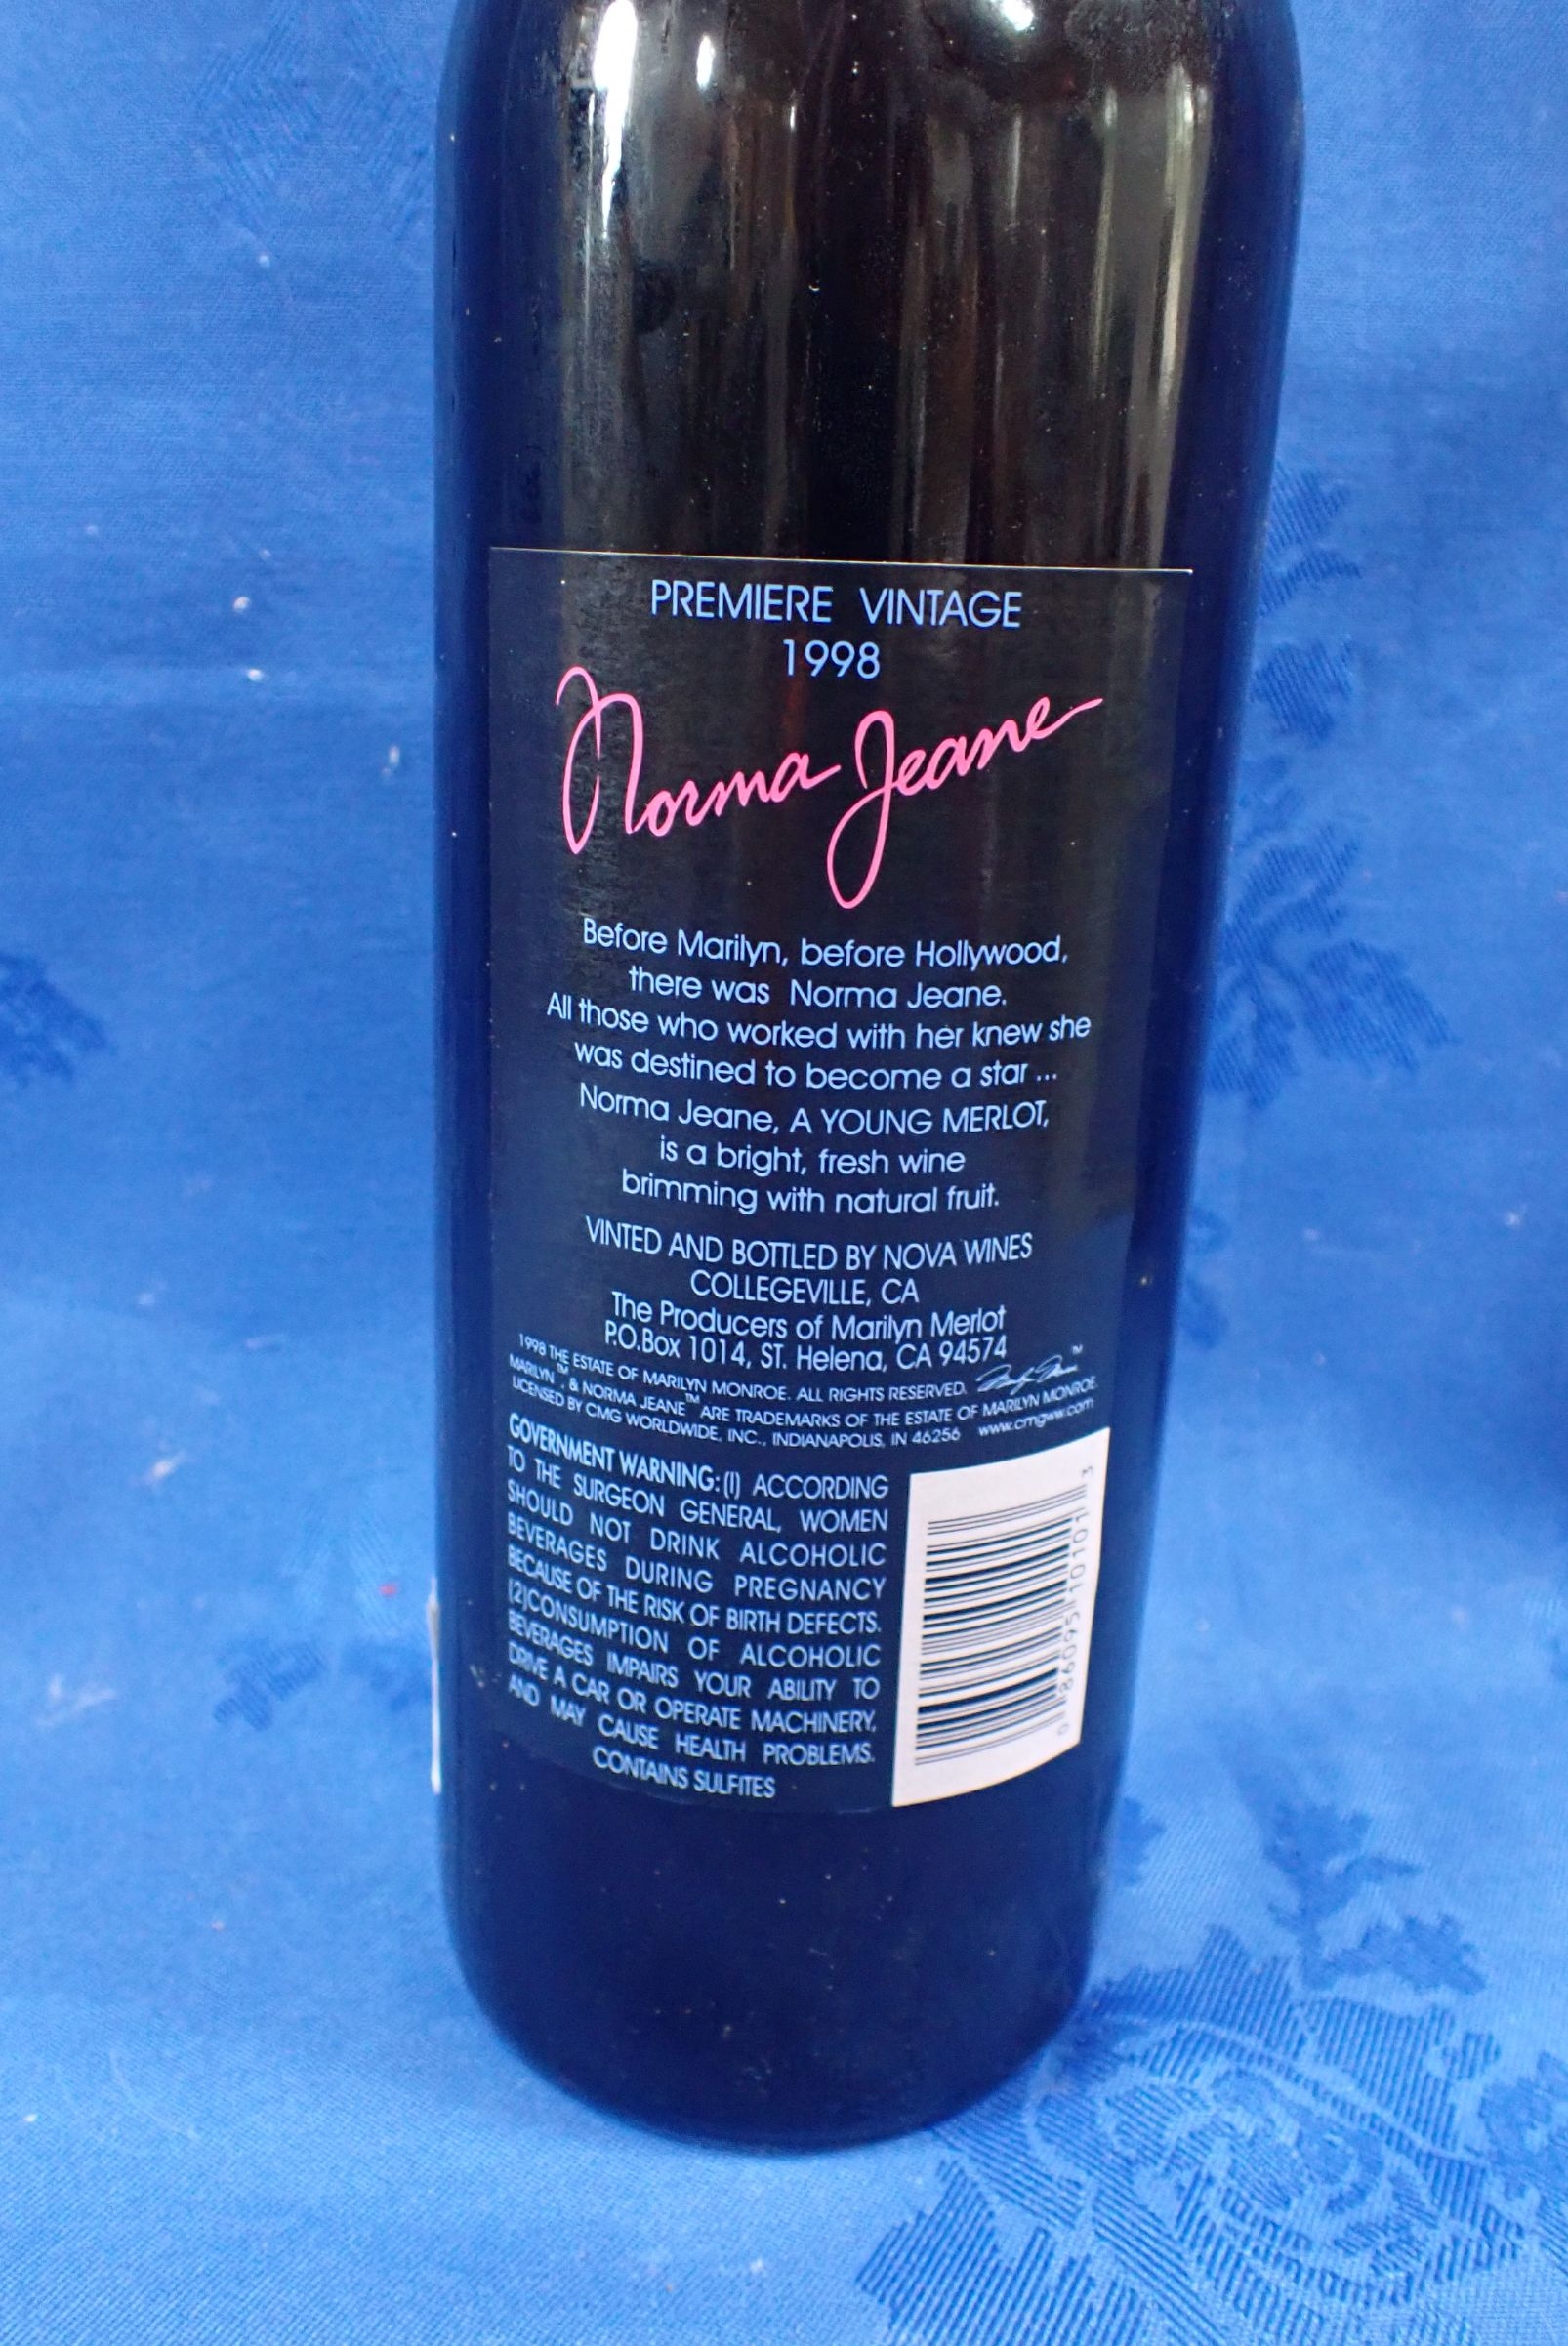 PREMIERE VINTAGE
1998
Norma Jeane
Before Marilyn, before Hollywood,
there was Norma Jeane.
All those who worked with her knew she
was destined to become a star ...
Norma Jeane, A YOUNG MERLOT,
is a bright, fresh wine
brimming with natural fruit.
VINTED AND BOTTLED BY NOVA WINES
COLLEGEVILLE, CA
The Producers of Marilyn Merlot
P.O.Box 1014, ST. Helena, CA 94574
1998 THE ESTATE OF MARILYN MONROE. ALL RIGHTS RESERVED. ™
MARILYN™ & NORMA JEANE™ ARE TRADEMARKS OF THE ESTATE OF MARILYN MONROE
LICENSED BY CMG WORLDWIDE, INC., INDIANAPOLIS, IN 46256 www.cmgww.com
GOVERNMENT WARNING: (I) ACCORDING
TO THE SURGEON GENERAL, WOMEN
SHOULD NOT DRINK ALCOHOLIC
BEVERAGES DURING PREGNANCY
BECAUSE OF THE RISK OF BIRTH DEFECTS.
(2)CONSUMPTION OF ALCOHOLIC
BEVERAGES IMPAIRS YOUR ABILITY TO
DRIVE A CAR OR OPERATE MACHINERY,
AND MAY CAUSE HEALTH PROBLEMS.
CONTAINS SULFITES
0 86095 10101 3